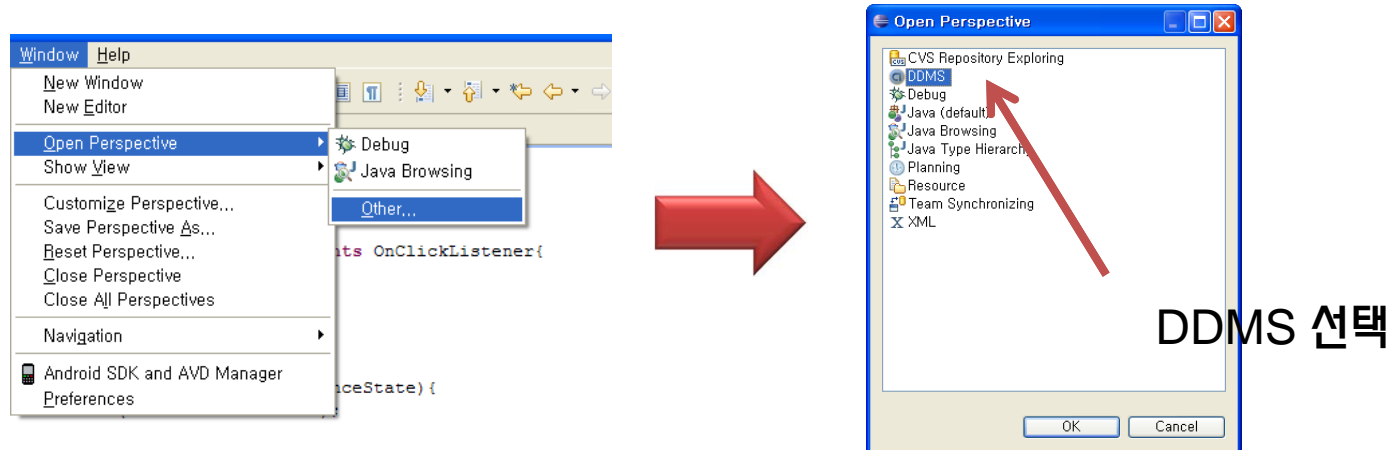 Window Help
New Window
New Editor
Open Perspective
Show View
Customize Perspective...
Save Perspective As...
Reset Perspective...
Close Perspective
Close All Perspectives
Navigation
Android SDK and AVD Manager
Preferences
Debug
Java Browsing
Other...
nts OnClickListener{
nceState){
Open Perspective
CVS Repository Exploring
DDMS
Debug
Java (default)
Java Browsing
Java Type Hierarchy
Planning
Resource
Team Synchronizing
XML
OK Cancel
DDMS 선택